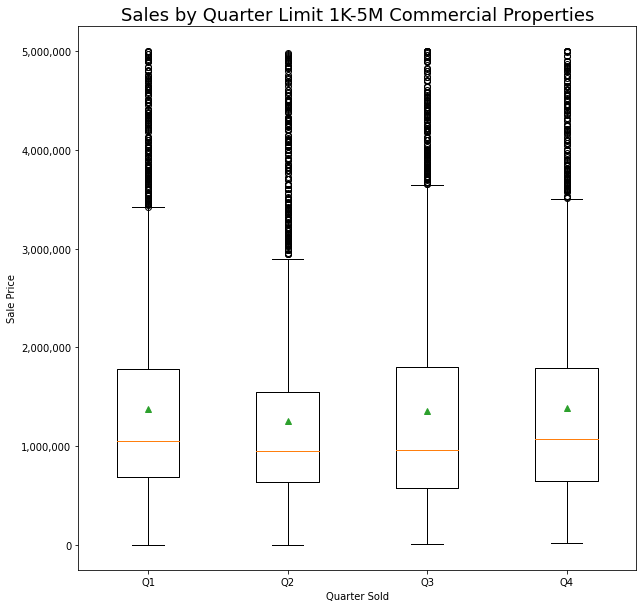 Sales by Quarter Limit 1K-5M Commercial Properties
5,000,000
4,000,000
3,000,000
2,000,000
1,000,000
0
Sale Price
Q1 Q2 Q3 Q4
Quarter Sold